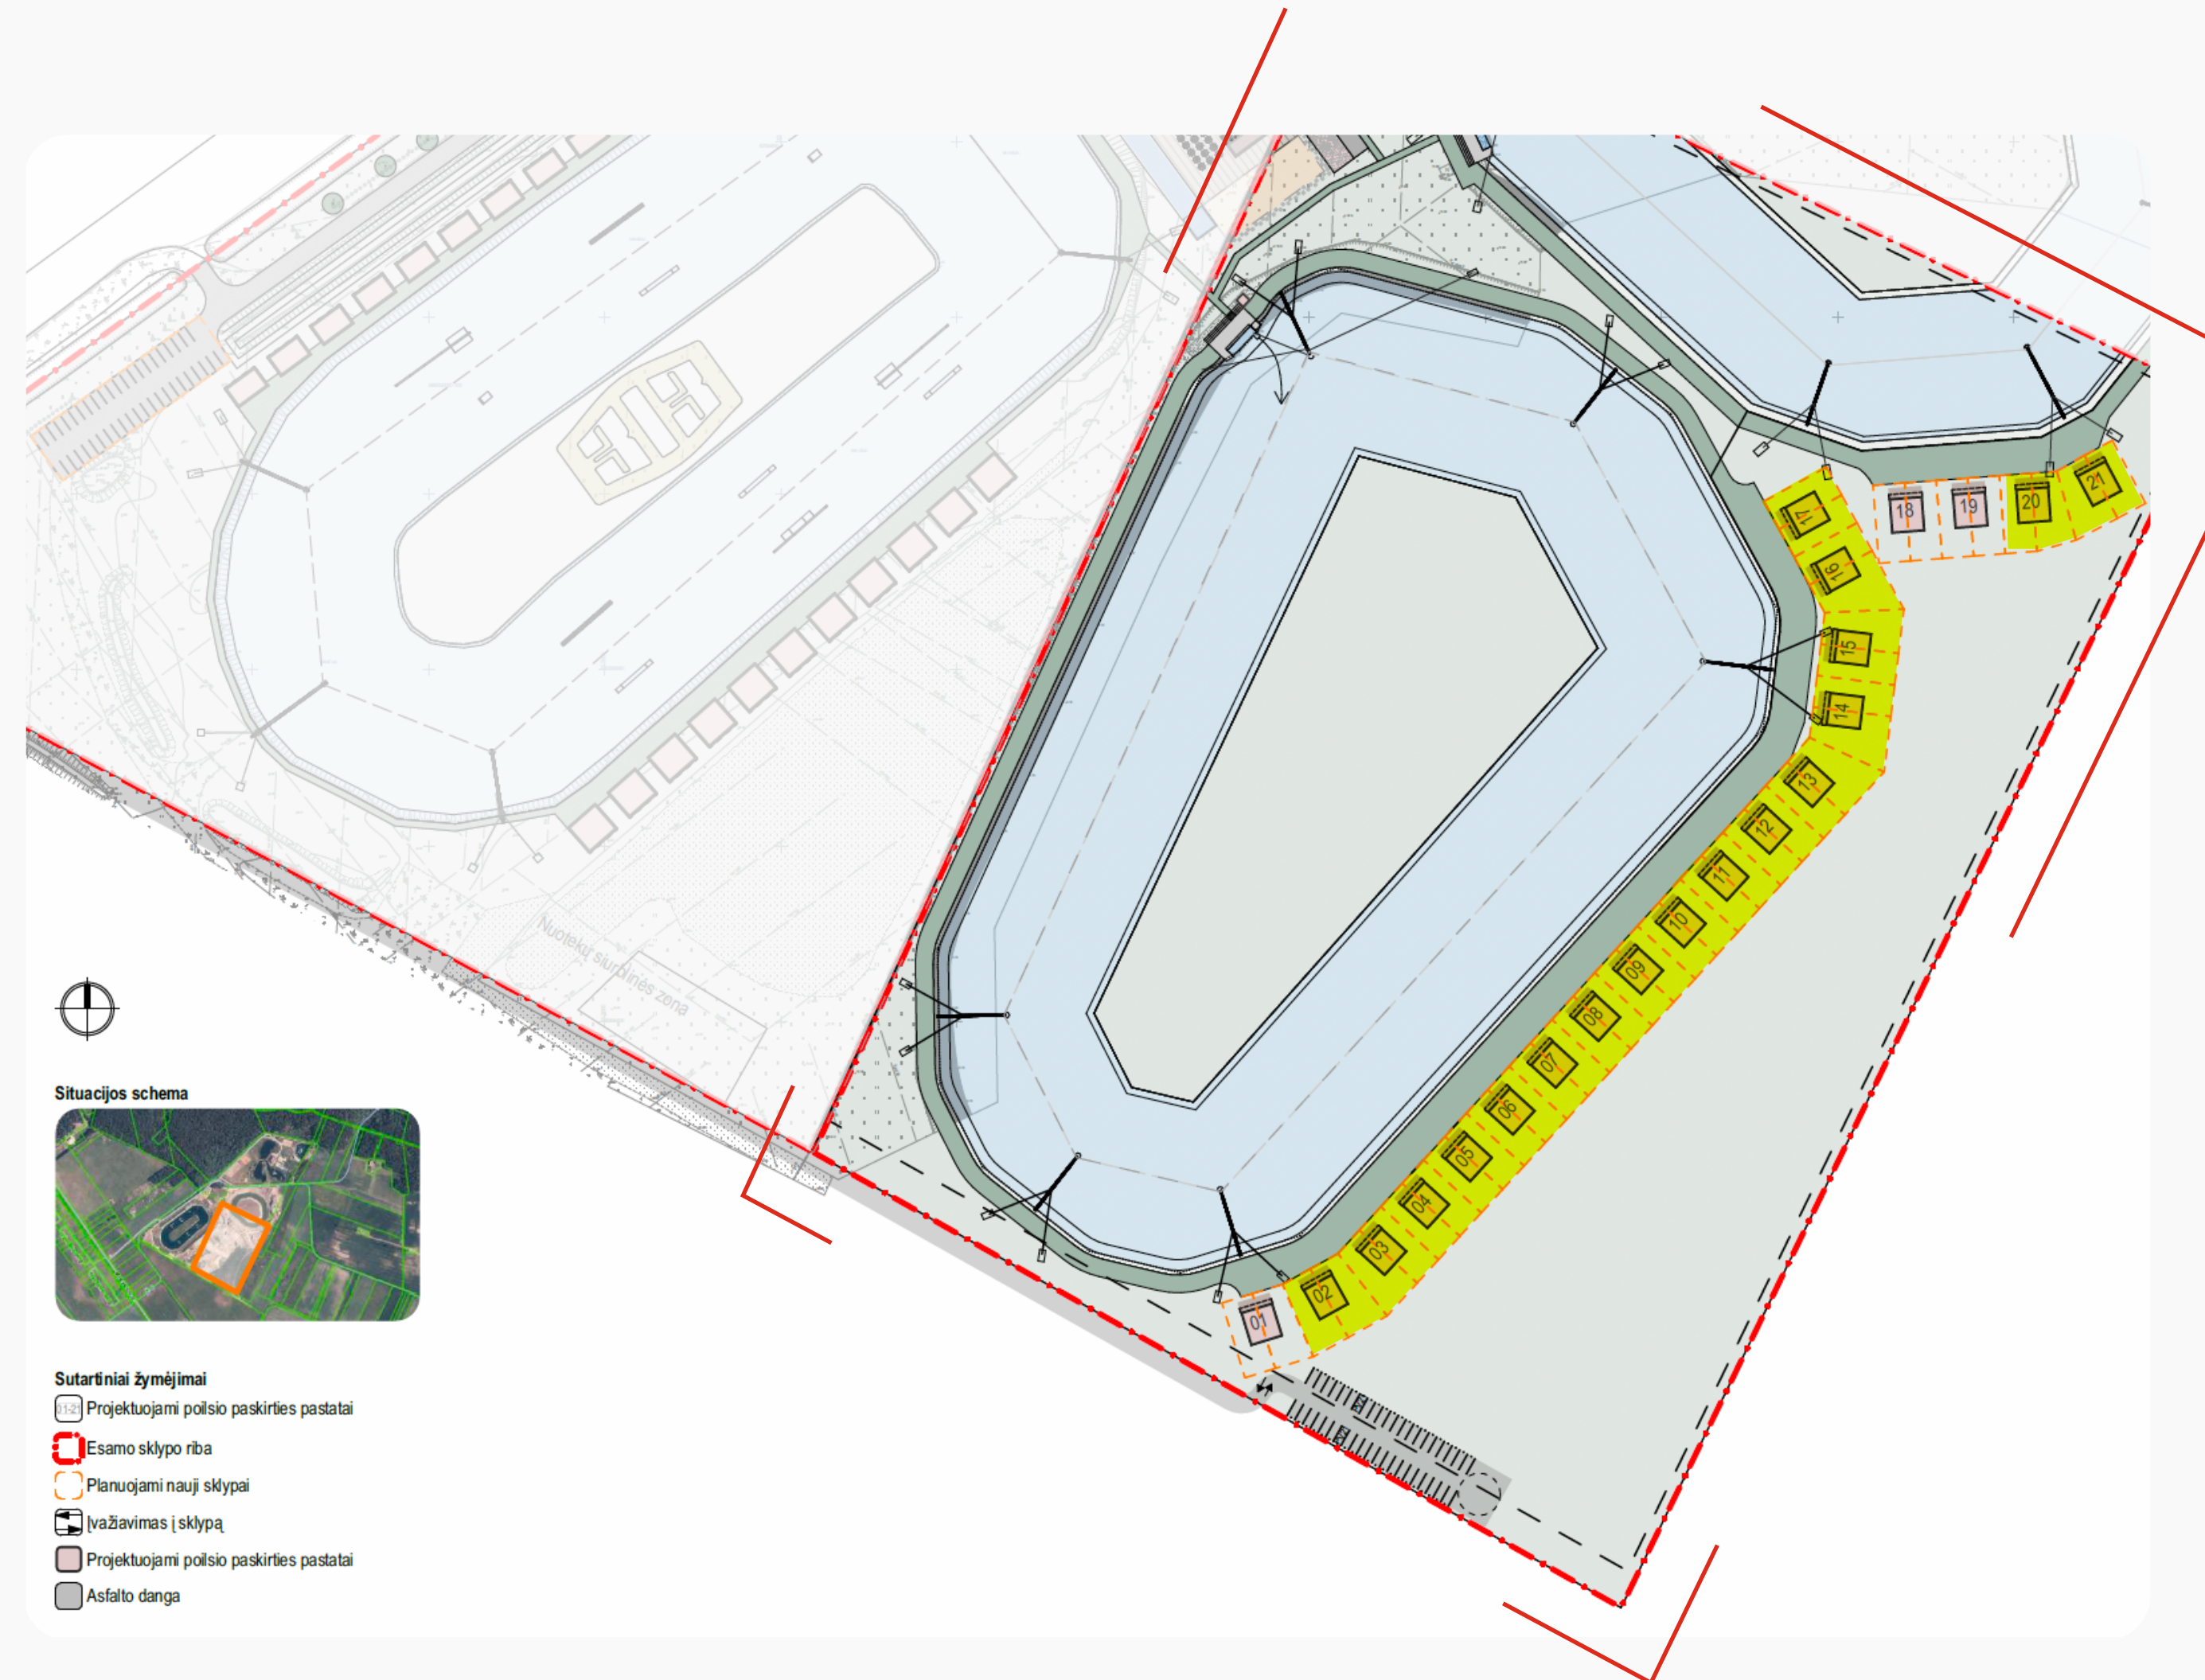 18
19
20
21
17
16
15
14
13
12
11
10
09
08
07
06
05
04
03
02
01
Nuotekų siurblinės zona
Situacijos schema
Sutartiniai žymėjimai
01-21 Projektuojami poilsio paskirties pastatai
Esamo sklypo riba
Planuojami nauji sklypai
Įvažiavimas į sklypą
Projektuojami poilsio paskirties pastatai
Asfalto danga